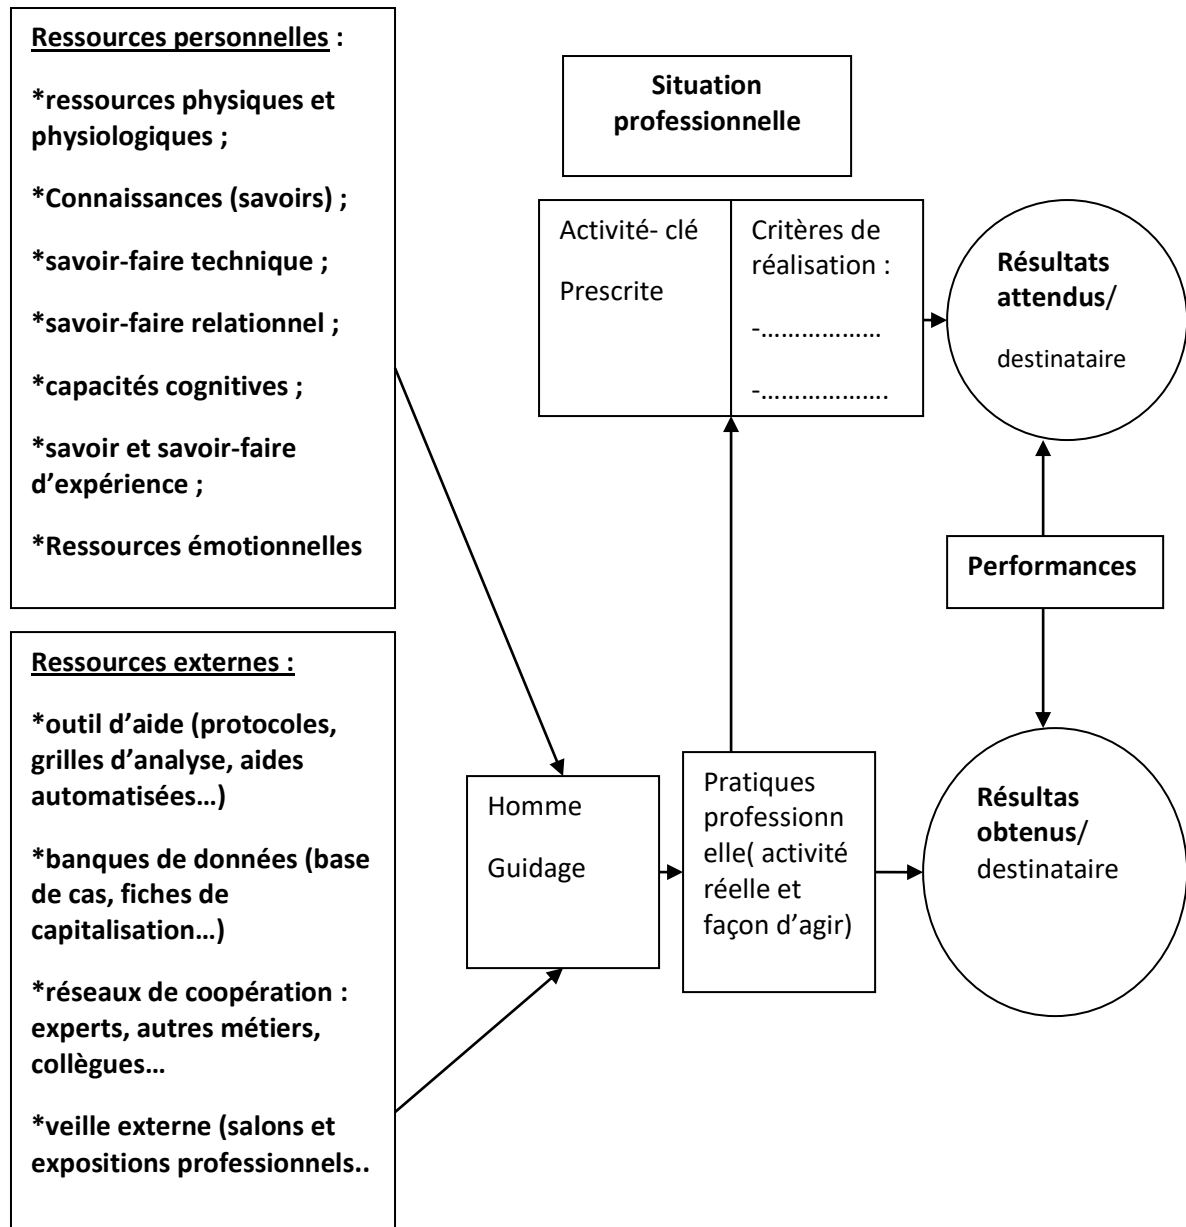 Ressources personnelles :
*ressources physiques et
physiologiques ;
*Connaissances (savoirs) ;
*savoir-faire technique ;
*savoir-faire relationnel ;
*capacités cognitives ;
*savoir et savoir-faire
d’expérience ;
*Ressources émotionnelles
Ressources externes :
*outil d’aide (protocoles,
grilles d’analyse, aides
automatisées…)
*banques de données (base
de cas, fiches de
capitalisation…)
*réseaux de coopération :
experts, autres métiers,
collègues…
*veille externe (salons et
expositions professionnels..
Situation
professionnelle
Activité- clé
Prescrite
Critères de
réalisation :
-………………
-……………….
Résultats
attendus/
destinataire
Performances
Homme
Guidage
Pratiques
professionn
elle( activité
réelle et
façon d’agir)
Résultas
obtenus/
destinataire